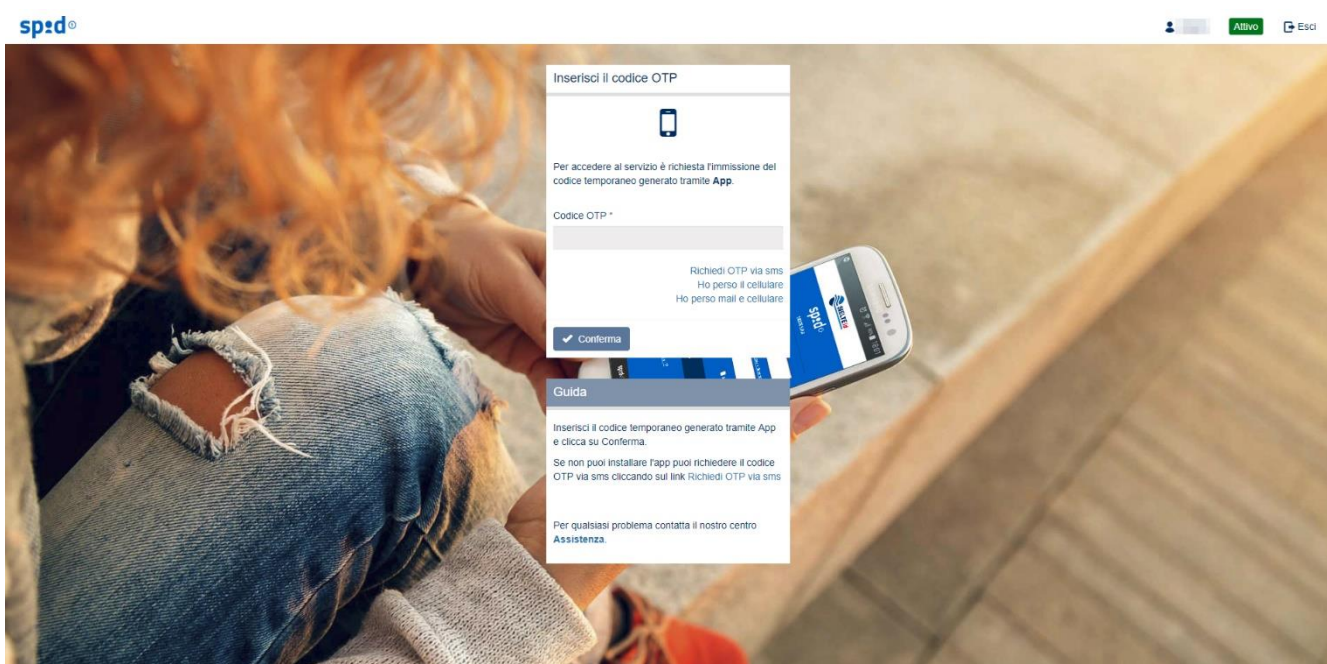 spid
Attivo
Esci
Inserisci il codice OTP
Per accedere al servizio è richiesta l'immissione del
codice temporaneo generato tramite App.
Codice OTP *
Richiedi OTP via sms
Ho perso il cellulare
Ho perso mail e cellulare
Conferma
spid
Guida
Inserisci il codice temporaneo generato tramite App
e clicca su Conferma.
Se non puoi installare l'app puoi richiedere il codice
OTP via sms cliccando sul link Richiedi OTP via sms
Per qualsiasi problema contatta il nostro centro
Assistenza.